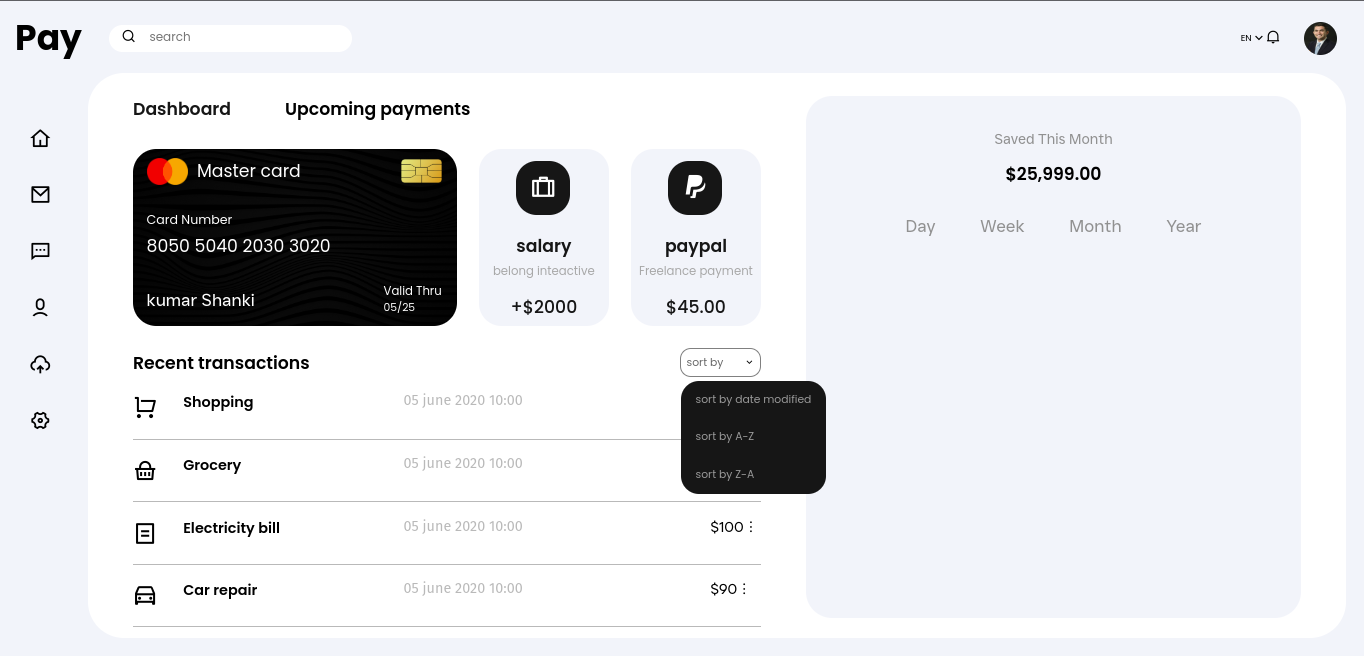 Pay
search
EN
Dashboard
Upcoming payments
Master card
Card Number
8050 5040 2030 3020
kumar Shanki
Valid Thru
05/25
salary
belong inteactive
+$2000
paypal
Freelance payment
$45.00
Saved This Month
$25,999.00
Day Week Month Year
Recent transactions
sort by
sort by date modified
sort by A-Z
sort by Z-A
Shopping 05 june 2020 10:00
Grocery 05 june 2020 10:00
Electricity bill 05 june 2020 10:00 $100
Car repair 05 june 2020 10:00 $90